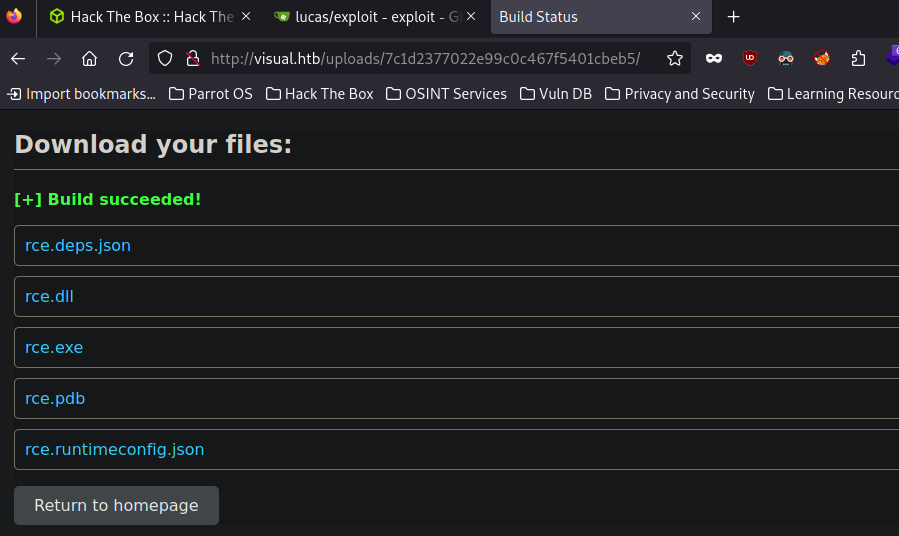 Hack The Box :: Hack The
lucas/exploit - exploit - Gi
Build Status
http://visual.htb/uploads/7c1d2377022e99c0c467f5401cbeb5/
Import bookmarks... Parrot OS Hack The Box OSINT Services Vuln DB Privacy and Security Learning Resourc
Download your files:
[+] Build succeeded!
rce.deps.json
rce.dll
rce.exe
rce.pdb
rce.runtimeconfig.json
Return to homepage